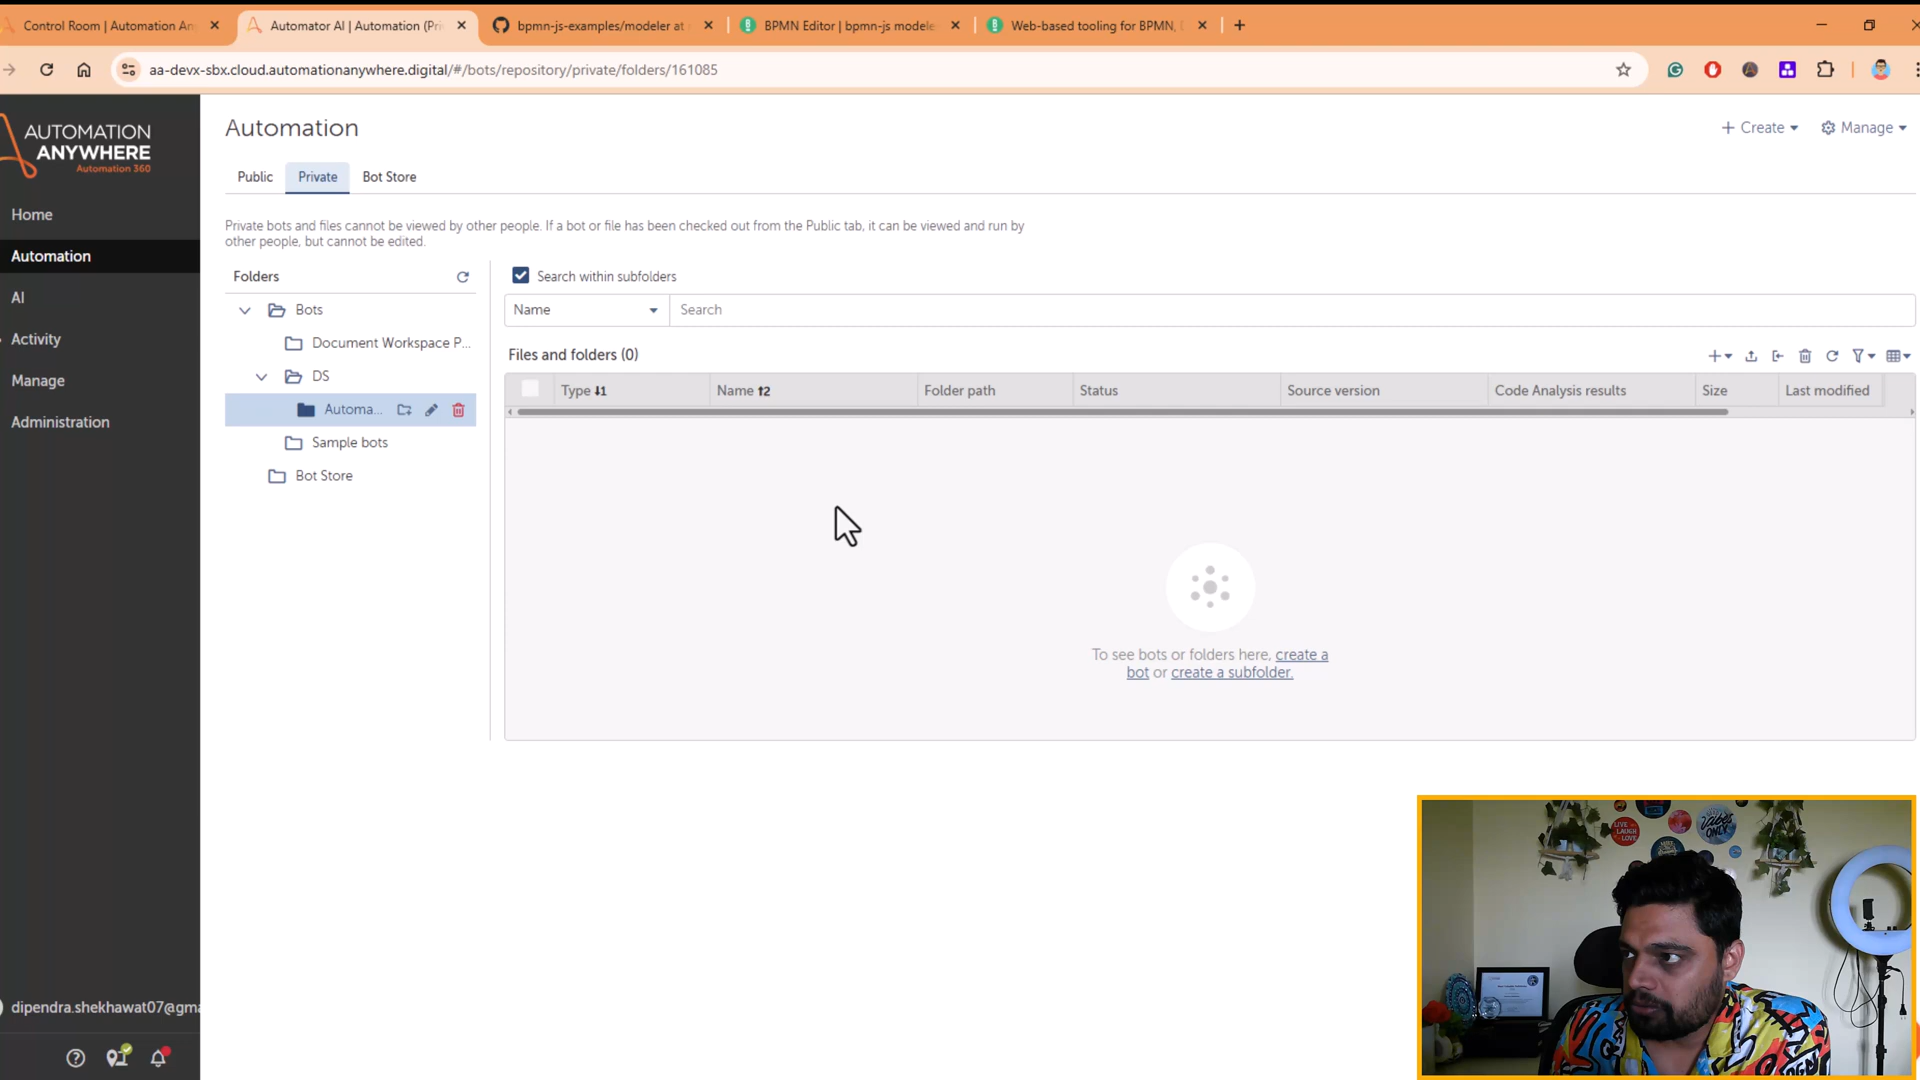 Control Room | Automation An
Automator AI | Automation (Pri
bpmn-js-examples/modeler at
BPMN Editor | bpmn-js modele
Web-based tooling for BPMN,
aa-devx-sbx.cloud.automationanywhere.digital/#/bots/repository/private/folders/161085
AUTOMATION
ANYWHERE
Automation 360
Home
Automation
AI
Activity
Manage
Administration
dipendra.shekhawat07@gma
Automation
Create
Manage
Public
Private
Bot Store
Private bots and files cannot be viewed by other people. If a bot or file has been checked out from the Public tab, it can be viewed and run by
other people, but cannot be edited.
Folders
Bots
Document Workspace P...
DS
Automa...
Sample bots
Bot Store
Search within subfolders
Name
Search
Files and folders (0)
Type
Name
Folder path
Status
Source version
Code Analysis results
Size
Last modified
To see bots or folders here, create a
bot or create a subfolder.
LIVE
LAUGH
LOVE
VIBES
ONLY